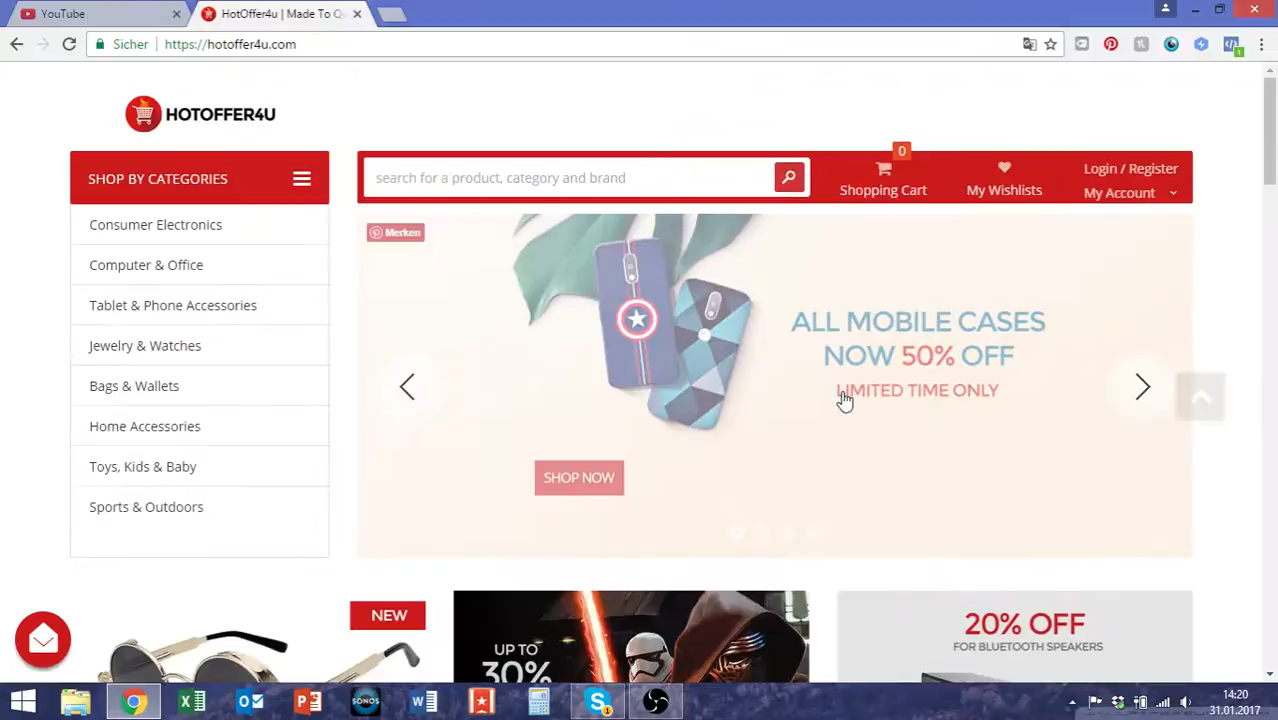 YouTube
HotOffer4u | Made To Q
Sicher
https://hotoffer4u.com
1
HOTOFFER4U
SHOP BY CATEGORIES
search for a product, category and brand
0
Shopping Cart
My Wishlists
Login / Register
My Account
Consumer Electronics
Computer & Office
Tablet & Phone Accessories
Jewelry & Watches
Bags & Wallets
Home Accessories
Toys, Kids & Baby
Sports & Outdoors
Merken
ALL MOBILE CASES
NOW 50% OFF
LIMITED TIME ONLY
SHOP NOW
NEW
UP TO
30%
20% OFF
FOR BLUETOOTH SPEAKERS
SONOS
1
14:20
31.01.2017